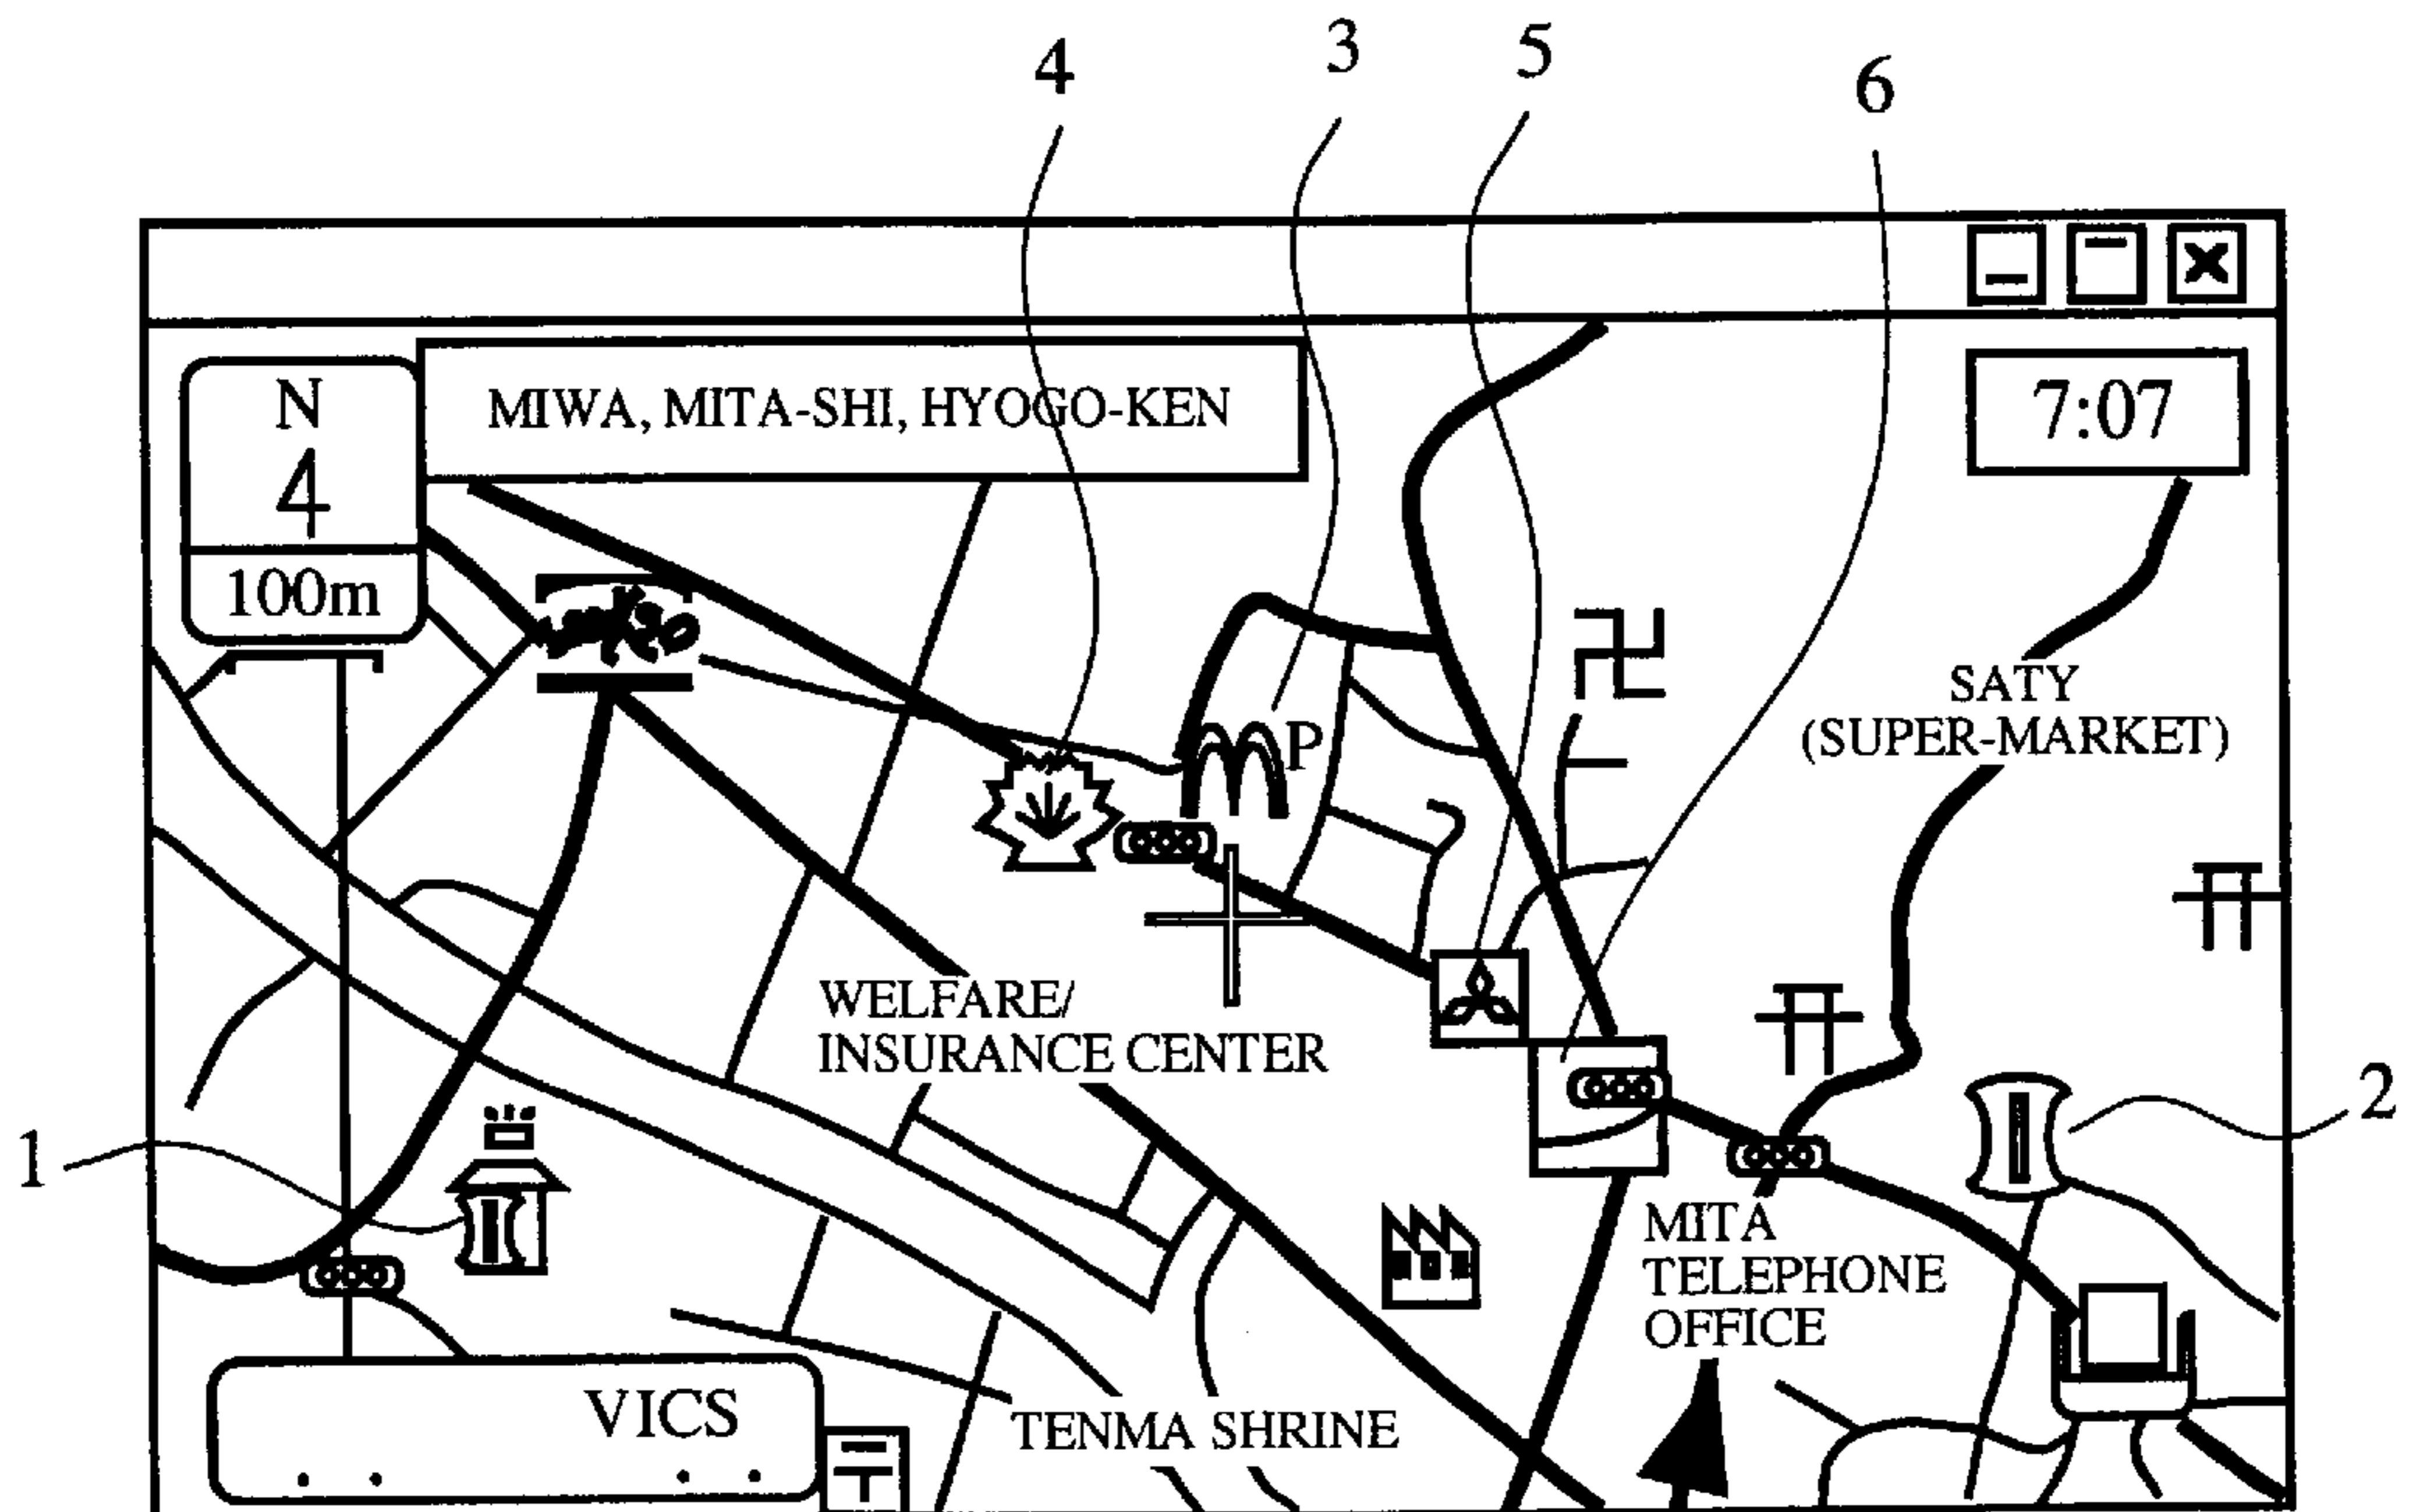 4
3
5
6
MIWA, MITA-SHI, HYOGO-KEN
7:07
N
4
100m
SATY
(SUPER-MARKET)
P
WELFARE/
INSURANCE CENTER
2
1
MITA
TELEPHONE
OFFICE
VICS
TENMA SHRINE